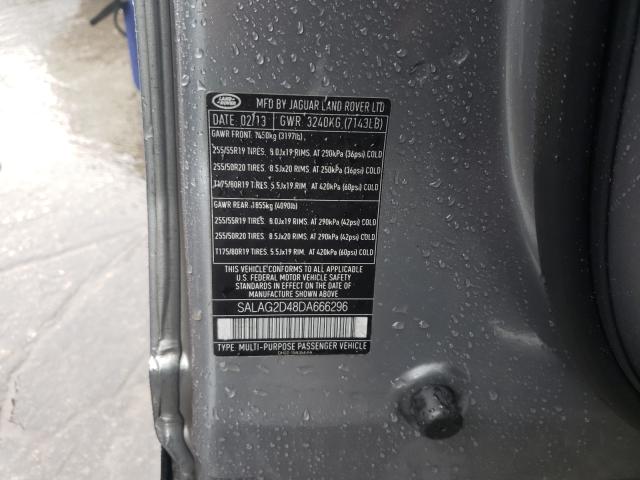 LAND ROVER
MFD BY JAGUAR LAND ROVER LTD
DATE: 02/13 GWR. 3240KG.(7143LB)
GAWR FRONT. 1450kg (3197lb)
255/55R19 TIRES. 8.0Jx19 RIMS. AT 290kPa (36psi) COLD
255/50R20 TIRES. 8.5Jx20 RIMS. AT 250kPa (36psi) COLD
T175/80R19 TIRES. 5.5Jx19 RIM. AT 420kPa (60psi) COLD
GAWR REAR. 1855kg (4090lb)
255/55R19 TIRES. 8.0Jx19 RIMS. AT 290kPa (42psi) COLD
255/50R20 TIRES. 8.5Jx20 RIMS. AT 290kPa (42psi) COLD
T175/80R19 TIRES. 5.5Jx19 RIM. AT 420kPa (60psi) COLD
THIS VEHICLE CONFORMS TO ALL APPLICABLE
U.S. FEDERAL MOTOR VEHICLE SAFETY
STANDARDS IN EFFECT ON THE DATE OF
MANUFACTURE SHOWN ABOVE.
SALAG2D48DA666296
TYPE: MULTI-PURPOSE PASSENGER VEHICLE